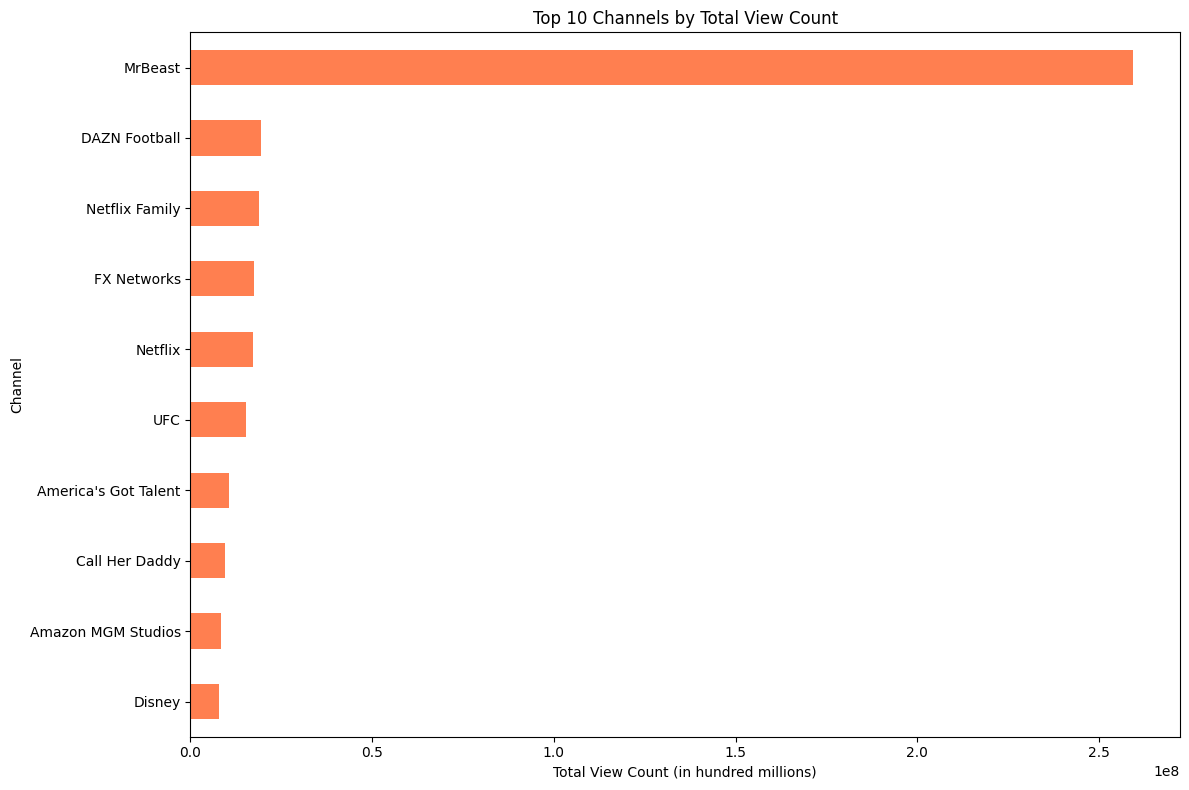 Top 10 Channels by Total View Count
MrBeast
DAZN Football
Netflix Family
FX Networks
Netflix
UFC
America's Got Talent
Call Her Daddy
Amazon MGM Studios
Disney
Channel
0.0 0.5 1.0 1.5 2.0 2.5
1e8
Total View Count (in hundred millions)